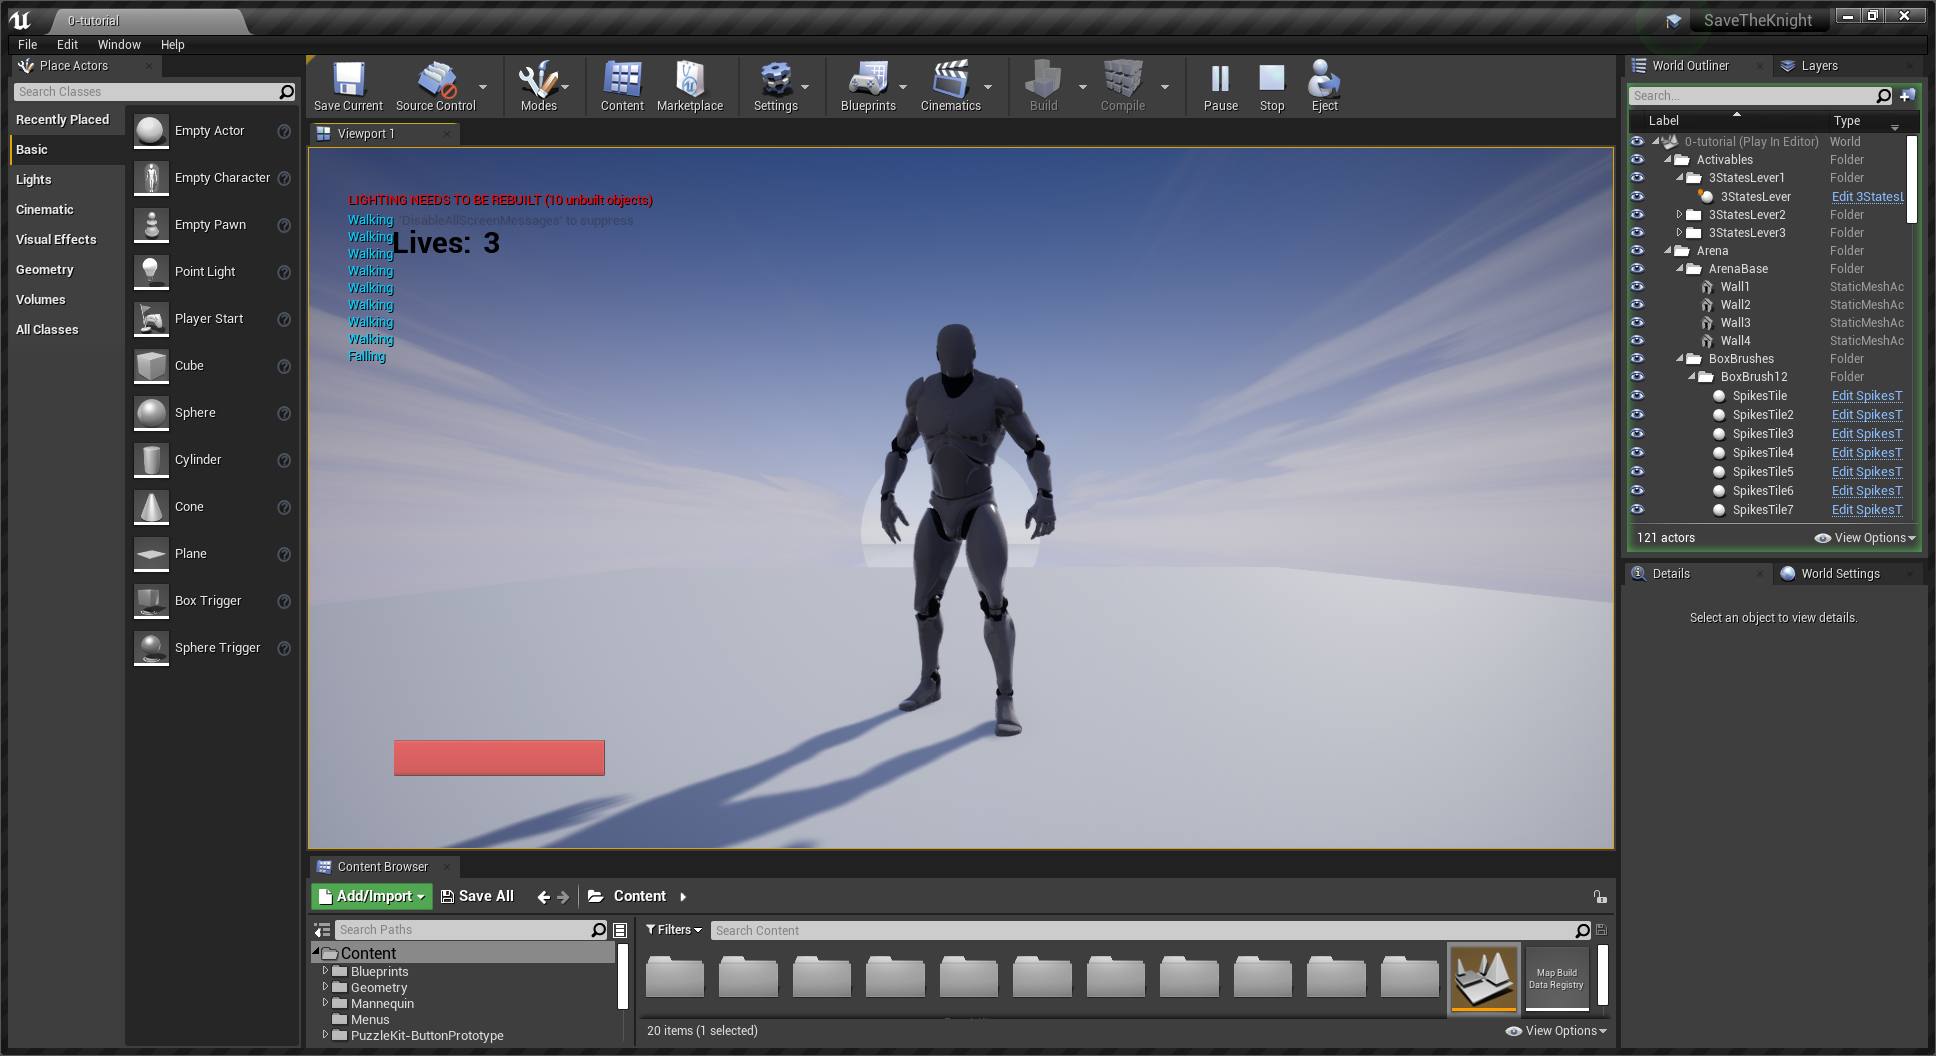 0-tutorial
SaveTheKnight
File Edit Window Help
Place Actors
Search Classes
Recently Placed
Basic
Lights
Cinematic
Visual Effects
Geometry
Volumes
All Classes
Empty Actor
Empty Character
Empty Pawn
Point Light
Player Start
Cube
Sphere
Cylinder
Cone
Plane
Box Trigger
Sphere Trigger
Save Current
Source Control
Modes
Content
Marketplace
Settings
Blueprints
Cinematics
Build
Compile
Pause
Stop
Eject
Viewport 1
LIGHTING NEEDS TO BE REBUILT (10 unbuilt objects)
'DisableAllScreenMessages' to suppress
Walking
Walking
Walking
Walking
Walking
Walking
Walking
Walking
Falling
Lives: 3
World Outliner
Layers
Search...
Label Type
0-tutorial (Play In Editor) World
Activables Folder
3StatesLever1 Folder
3StatesLever Edit 3StatesL
3StatesLever2 Folder
3StatesLever3 Folder
Arena Folder
ArenaBase Folder
Wall1 StaticMeshAc
Wall2 StaticMeshAc
Wall3 StaticMeshAc
Wall4 StaticMeshAc
BoxBrushes Folder
BoxBrush12 Folder
SpikesTile Edit SpikesT
SpikesTile2 Edit SpikesT
SpikesTile3 Edit SpikesT
SpikesTile4 Edit SpikesT
SpikesTile5 Edit SpikesT
SpikesTile6 Edit SpikesT
SpikesTile7 Edit SpikesT
121 actors
View Options
Details
World Settings
Select an object to view details.
Content Browser
Add/Import
Save All
Content
Search Paths
Content
Blueprints
Geometry
Mannequin
Menus
PuzzleKit-ButtonPrototype
Filters
Search Content
Map Build
Data Registry
20 items (1 selected)
View Options